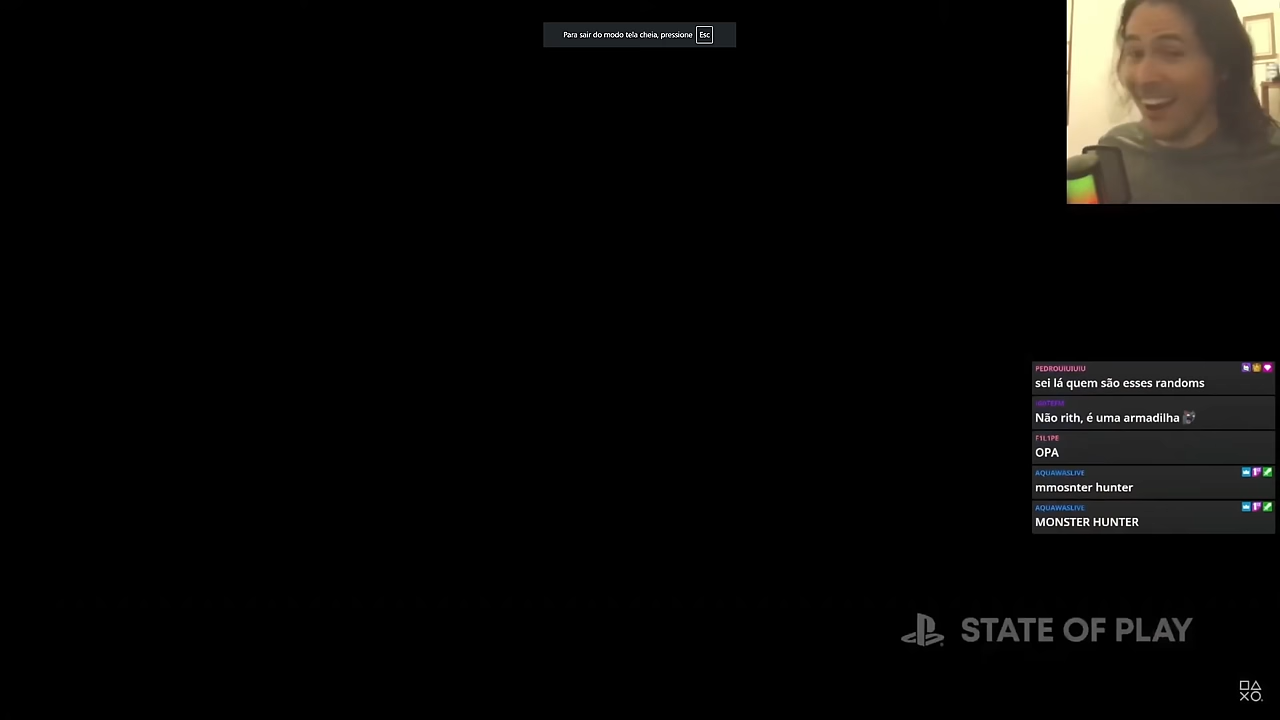 Para sair do modo tela cheia, pressione Esc
PEDROUIUIUIU
sei lá quem são esses randoms
Não rith, é uma armadilha
F1L1PE
OPA
AQUAWASLIVE
mmosnter hunter
AQUAWASLIVE
MONSTER HUNTER
STATE OF PLAY